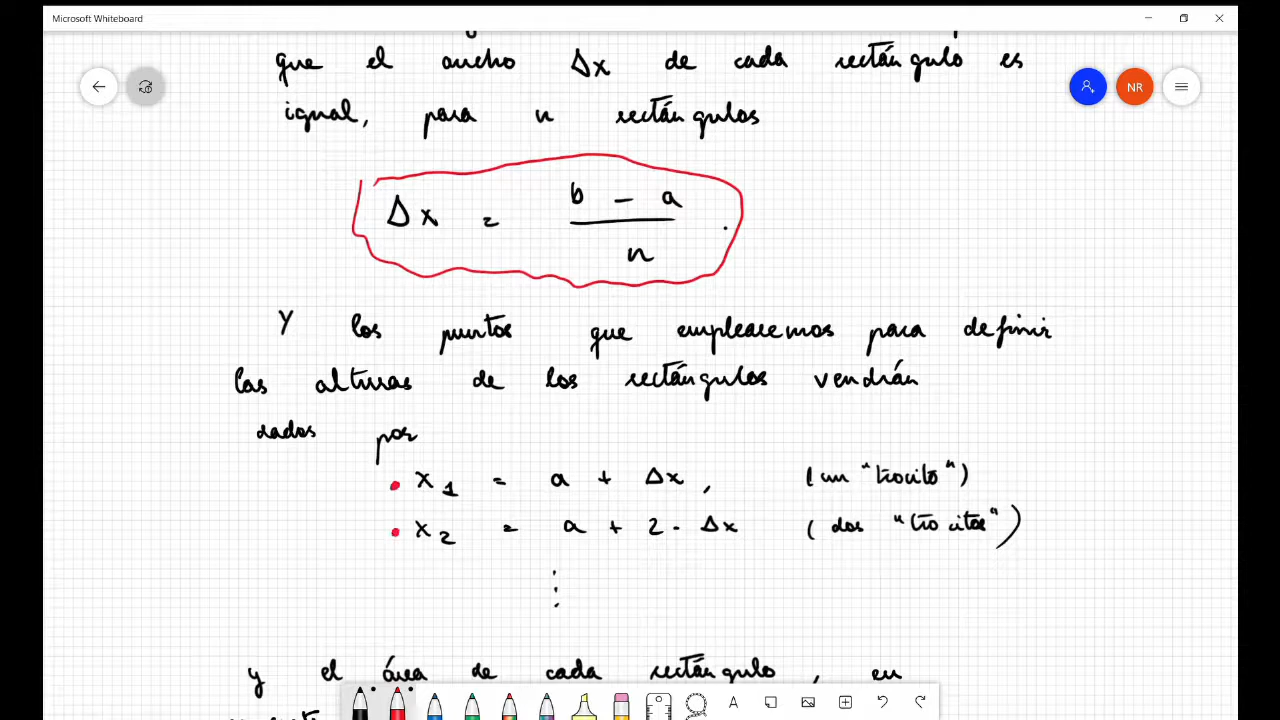 Microsoft Whiteboard
que el ancho Δx de cada rectángulo es
NR
igual, para n rectángulos
Δx = b - a / n .
Y los puntos que emplearemos para definir
las alturas de los rectángulos vendrán
dados por
• x1 = a + Δx, (un "trocito")
• x2 = a + 2 · Δx (dos "trocitos")
⋮
y el área de cada rectángulo, en